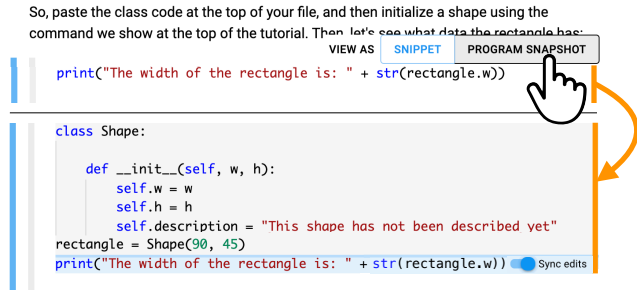 So, paste the class code at the top of your file, and then initialize a shape using the
command we show at the top of the tutorial. Then, let's see what data the rectangle has:
VIEW AS SNIPPET PROGRAM SNAPSHOT
print("The width of the rectangle is: " + str(rectangle.w))
class Shape:
def __init__(self, w, h):
self.w = w
self.h = h
self.description = "This shape has not been described yet"
rectangle = Shape(90, 45)
print("The width of the rectangle is: " + str(rectangle.w)) Sync edits